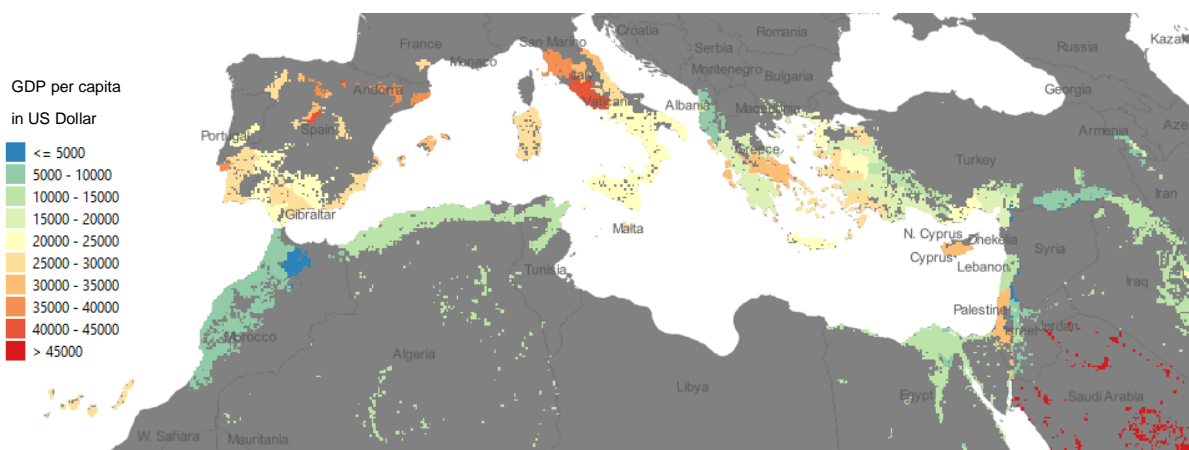 GDP per capita
in US Dollar
<= 5000
5000 - 10000
10000 - 15000
15000 - 20000
20000 - 25000
25000 - 30000
30000 - 35000
35000 - 40000
40000 - 45000
> 45000
France
San Marino
Monaco
Italy
Andorra
Vatican
Portugal
Spain
Gibraltar
Croatia
Serbia
Montenegro
Romania
Bulgaria
Albania
Macedonia
Greece
Russia
Kazak
Georgia
Armenia
Azer
Turkey
Iran
Malta
N. Cyprus
Dhekelia
Cyprus
Lebanon
Syria
Iraq
Palestine
Israel
Jordan
Tunisia
Morocco
Algeria
Libya
Egypt
Saudi Arabia
W. Sahara
Mauritania